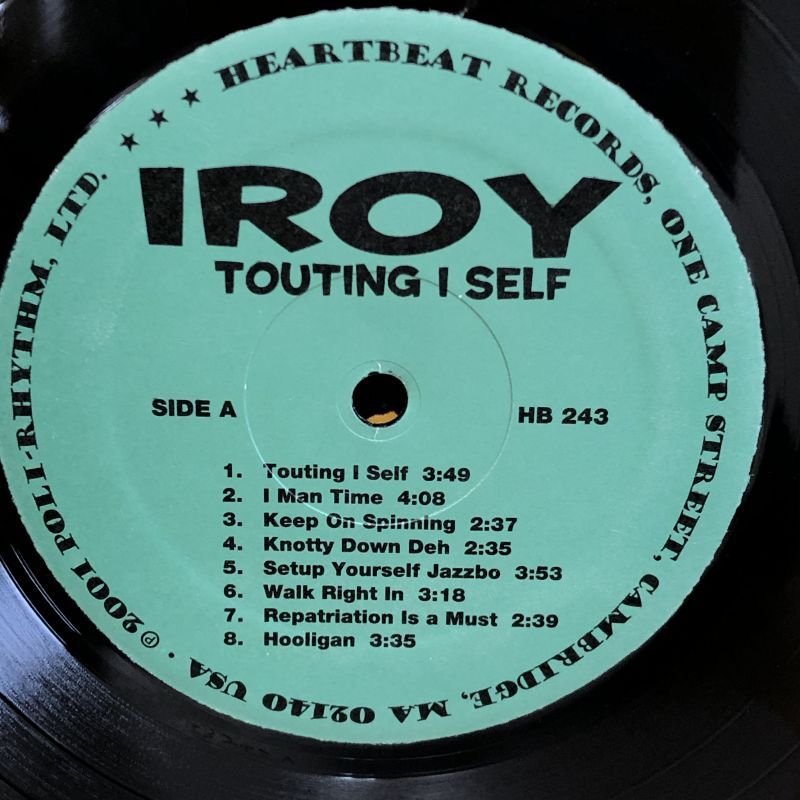 ★ ★ ★ HEARTBEAT RECORDS, ONE CAMP STREET, CAMBRIDGE, MA 02140 USA · ℗ 2001 POLI-RHYTHM, LTD.
IROY
TOUTING I SELF
SIDE A
HB 243
1. Touting I Self 3:49
2. I Man Time 4:08
3. Keep On Spinning 2:37
4. Knotty Down Deh 2:35
5. Setup Yourself Jazzbo 3:53
6. Walk Right In 3:18
7. Repatriation Is a Must 2:39
8. Hooligan 3:35